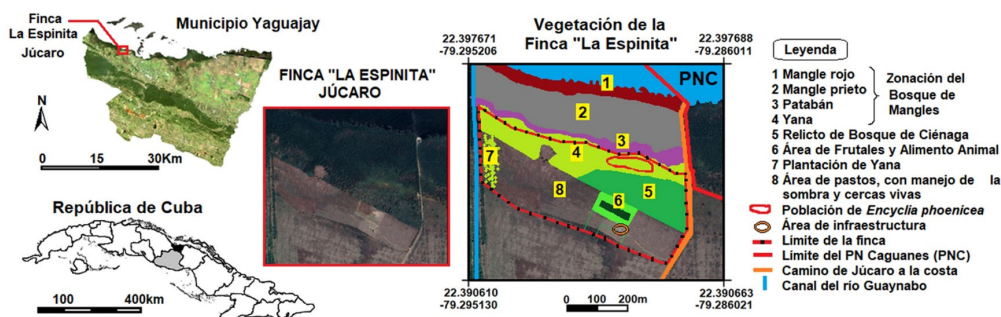 Finca
La Espinita
Júcaro
Municipio Yaguajay
N
0 15 30Km
República de Cuba
0 100 400km
FINCA "LA ESPINITA"
JÚCARO
Vegetación de la
Finca "La Espinita"
22.397671
-79.295206
22.397688
-79.286011
PNC
1
2
3
4
5
6
7
8
22.390610
-79.295130
0 100 200m
22.390663
-79.286021
Leyenda
1 Mangle rojo
2 Mangle prieto
3 Patabán
4 Yana
Zonación del
Bosque de
Mangles
5 Relicto de Bosque de Ciénaga
6 Área de Frutales y Alimento Animal
7 Plantación de Yana
8 Área de pastos, con manejo de la
sombra y cercas vivas
Población de Encyclia phoenicea
Área de infraestructura
Límite de la finca
Límite del PN Caguanes (PNC)
Camino de Júcaro a la costa
Canal del río Guaynabo